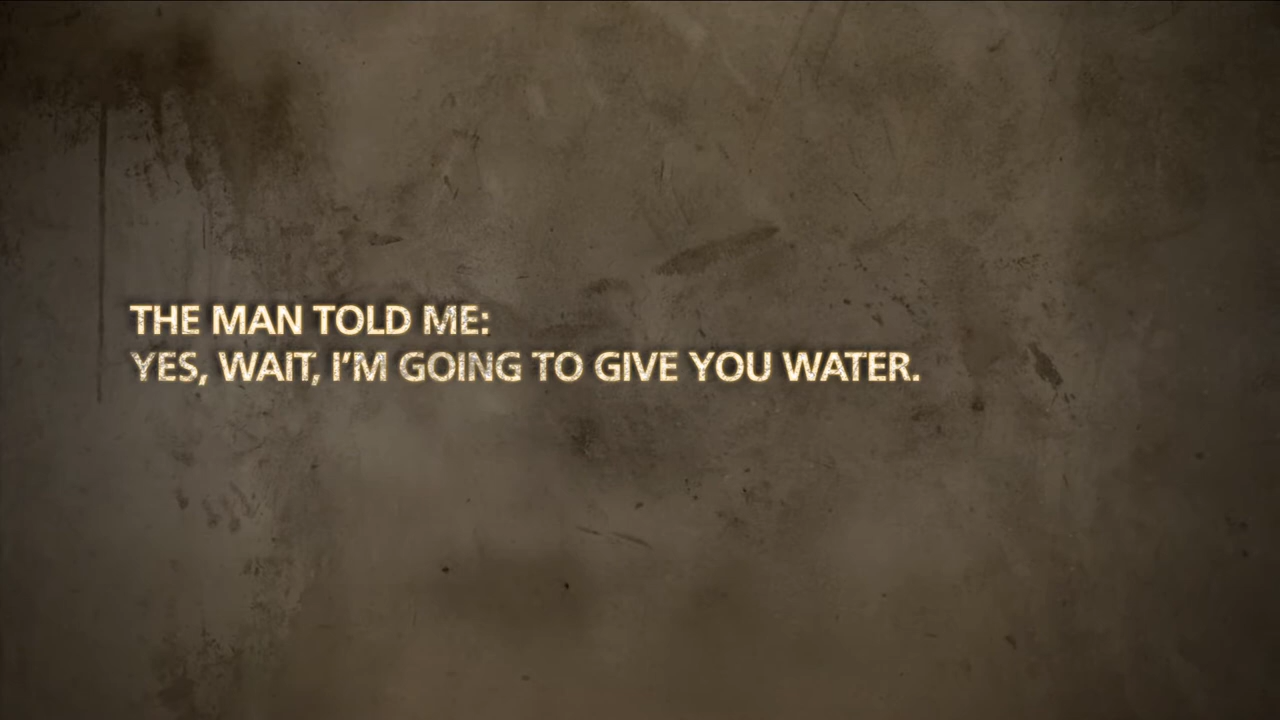 THE MAN TOLD ME:
YES, WAIT, I'M GOING TO GIVE YOU WATER.